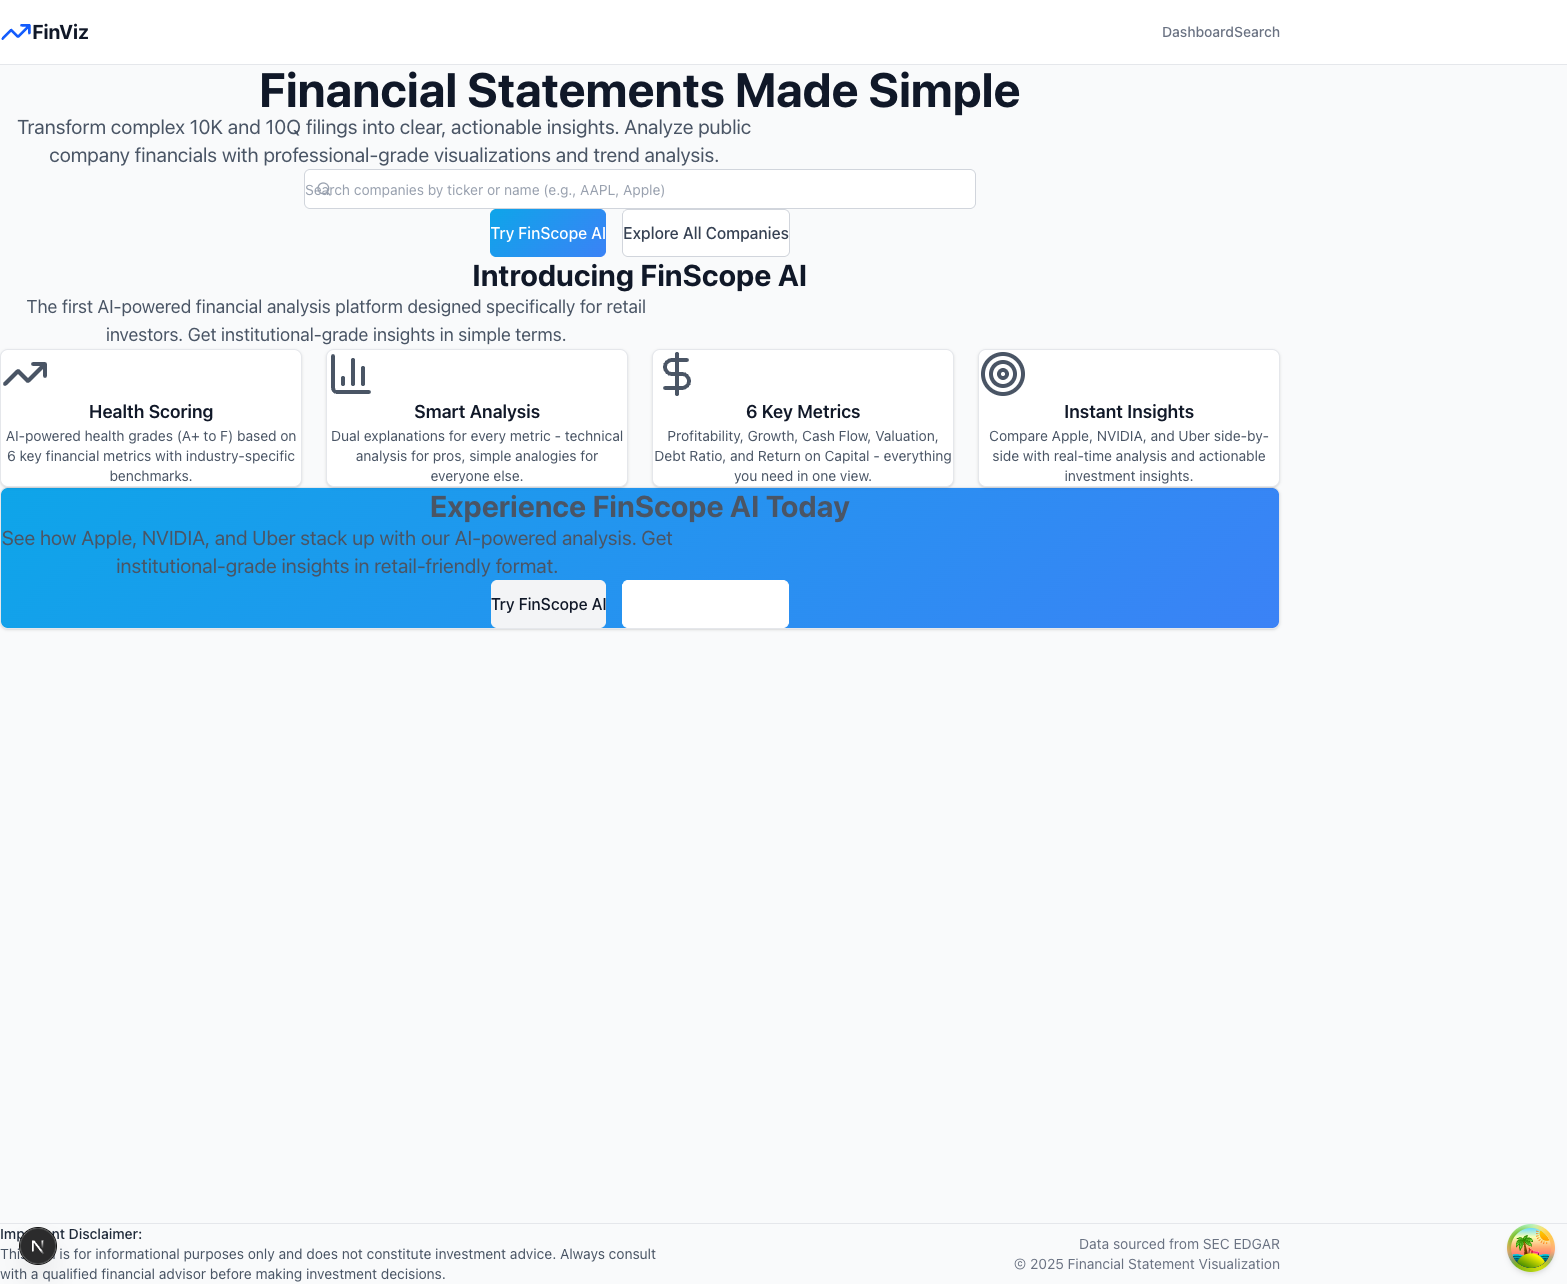 FinViz
DashboardSearch
Financial Statements Made Simple
Transform complex 10K and 10Q filings into clear, actionable insights. Analyze public
company financials with professional-grade visualizations and trend analysis.
Search companies by ticker or name (e.g., AAPL, Apple)
Try FinScope AI
Explore All Companies
Introducing FinScope AI
The first AI-powered financial analysis platform designed specifically for retail
investors. Get institutional-grade insights in simple terms.
Health Scoring
AI-powered health grades (A+ to F) based on
6 key financial metrics with industry-specific
benchmarks.
Smart Analysis
Dual explanations for every metric - technical
analysis for pros, simple analogies for
everyone else.
6 Key Metrics
Profitability, Growth, Cash Flow, Valuation,
Debt Ratio, and Return on Capital - everything
you need in one view.
Instant Insights
Compare Apple, NVIDIA, and Uber side-by-
side with real-time analysis and actionable
investment insights.
Experience FinScope AI Today
See how Apple, NVIDIA, and Uber stack up with our AI-powered analysis. Get
institutional-grade insights in retail-friendly format.
Try FinScope AI
Disclaimer:
is for informational purposes only and does not constitute investment advice. Always consult
with a qualified financial advisor before making investment decisions.
N
Data sourced from SEC EDGAR
© 2025 Financial Statement Visualization